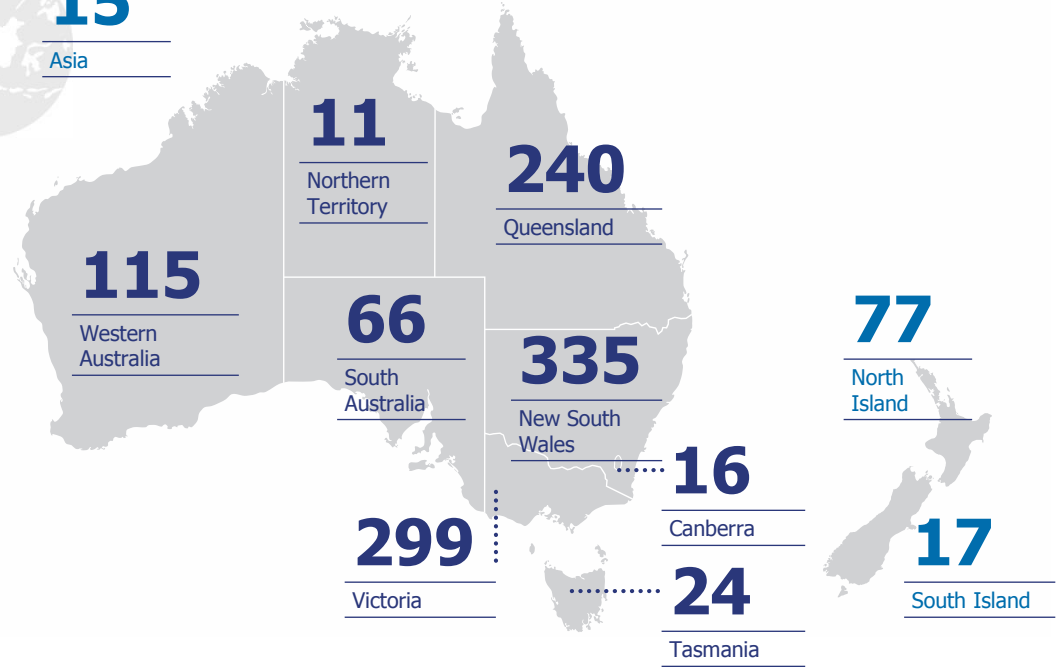 15
Asia
11
Northern
Territory
240
Queensland
115
Western
Australia
66
South
Australia
335
New South
Wales
77
North
Island
16
Canberra
299
Victoria
17
South Island
24
Tasmania